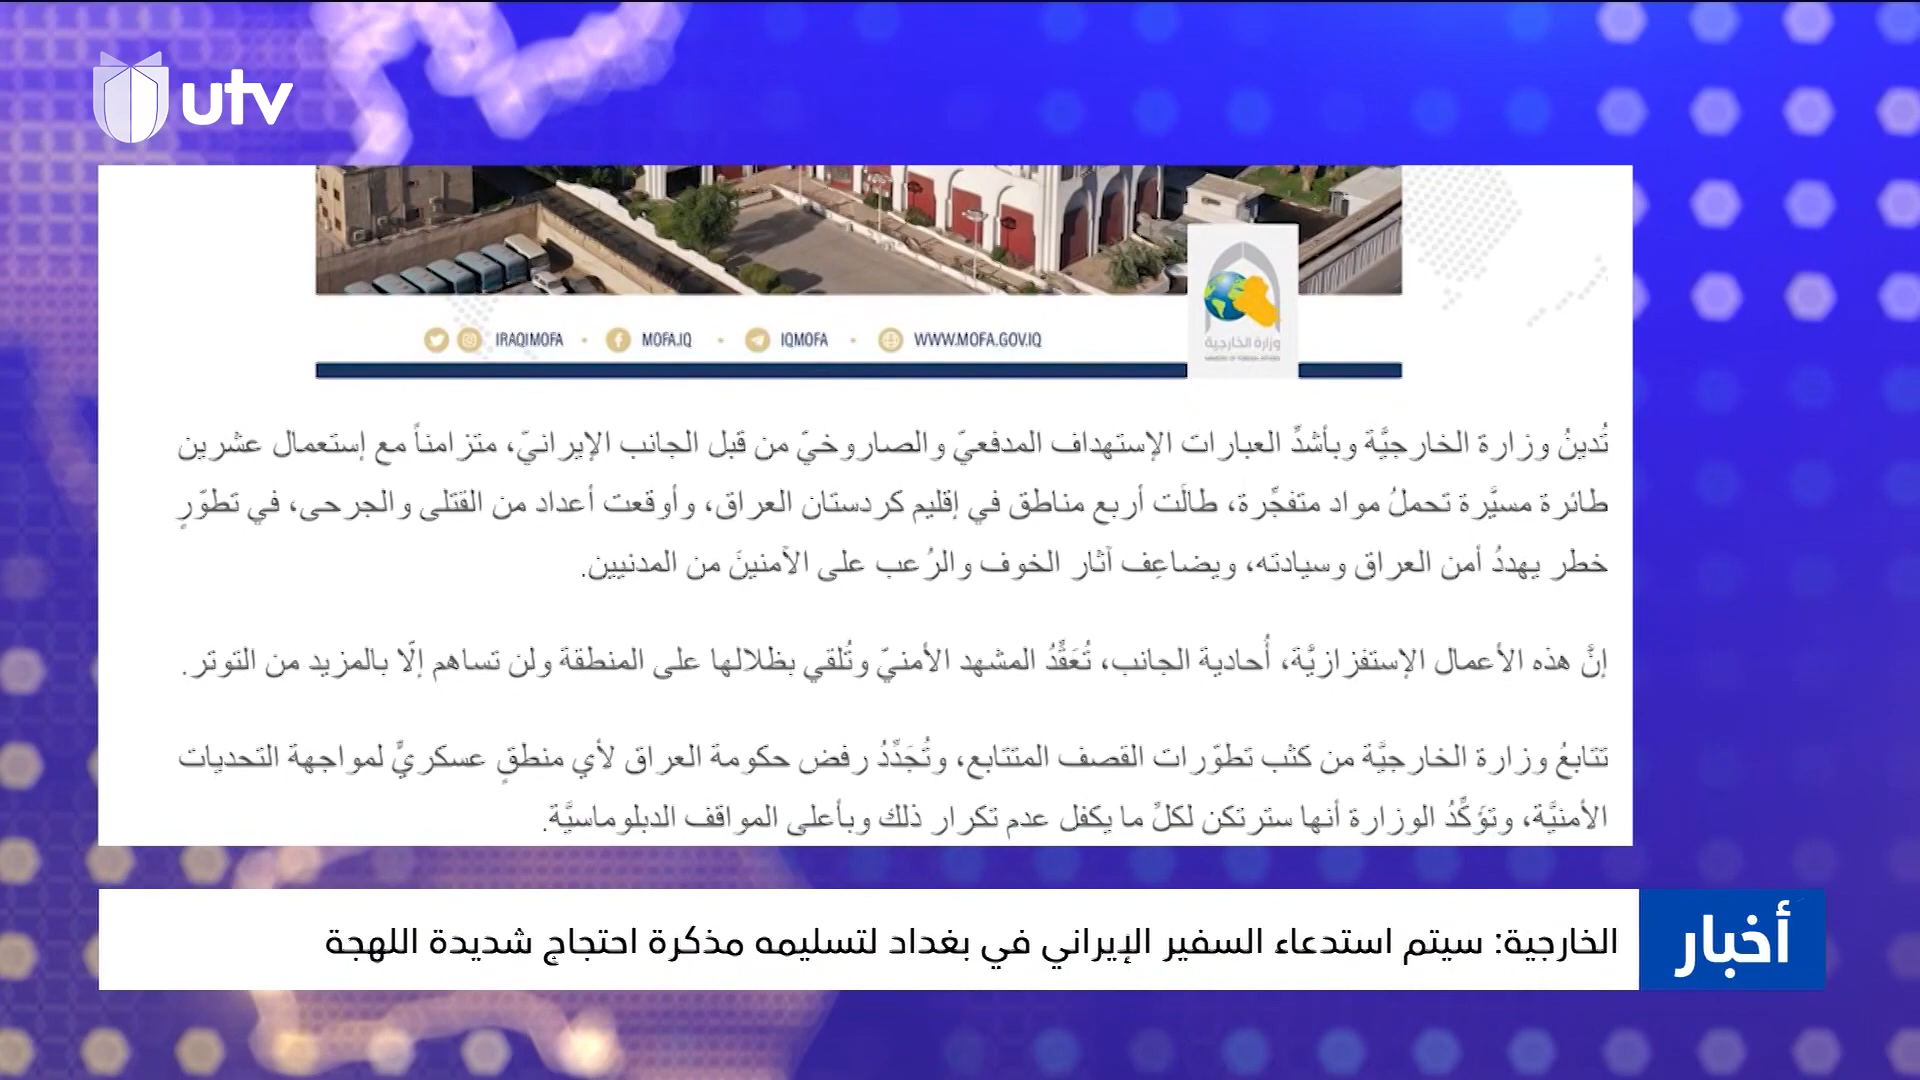 utv
وزارة الخارجية
MINISTRY OF FOREIGN AFFAIRS
IRAQIMOFA • MOFA.IQ • IQMOFA • WWW.MOFA.GOV.IQ
تُدينُ وزارة الخارجيَّة وبأشدِّ العبارات الإستهداف المدفعيّ والصاروخيّ من قبل الجانب الإيرانيّ، متزامناً مع إستعمال عشرين
طائرة مسيَّرة تحملُ مواد متفجِّرة، طالَت أربع مناطق في إقليم كردستان العراق، وأوقعت أعداد من القتلى والجرحى، في تطوّرٍ
خطر يهددُ أمن العراق وسيادته، ويضاعِف آثار الخوف والرُعب على الآمنينَ من المدنيين.
إنَّ هذه الأعمال الإستفزازيَّة، أُحادية الجانب، تُعَقِّدُ المشهد الأمنيّ وتُلقي بظلالها على المنطقة ولن تساهم إلّا بالمزيد من التوتر.
تتابعُ وزارة الخارجيَّة من كثب تطوّرات القصف المتتابع، وتُجَدِّدُ رفض حكومة العراق لأي منطقٍ عسكريٍّ لمواجهة التحديات
الأمنيَّة، وتؤَكِّدُ الوزارة أنها سترتكن لكلِّ ما يكفل عدم تكرار ذلك وبأعلى المواقف الدبلوماسيَّة.
أخبار
الخارجية: سيتم استدعاء السفير الإيراني في بغداد لتسليمه مذكرة احتجاج شديدة اللهجة